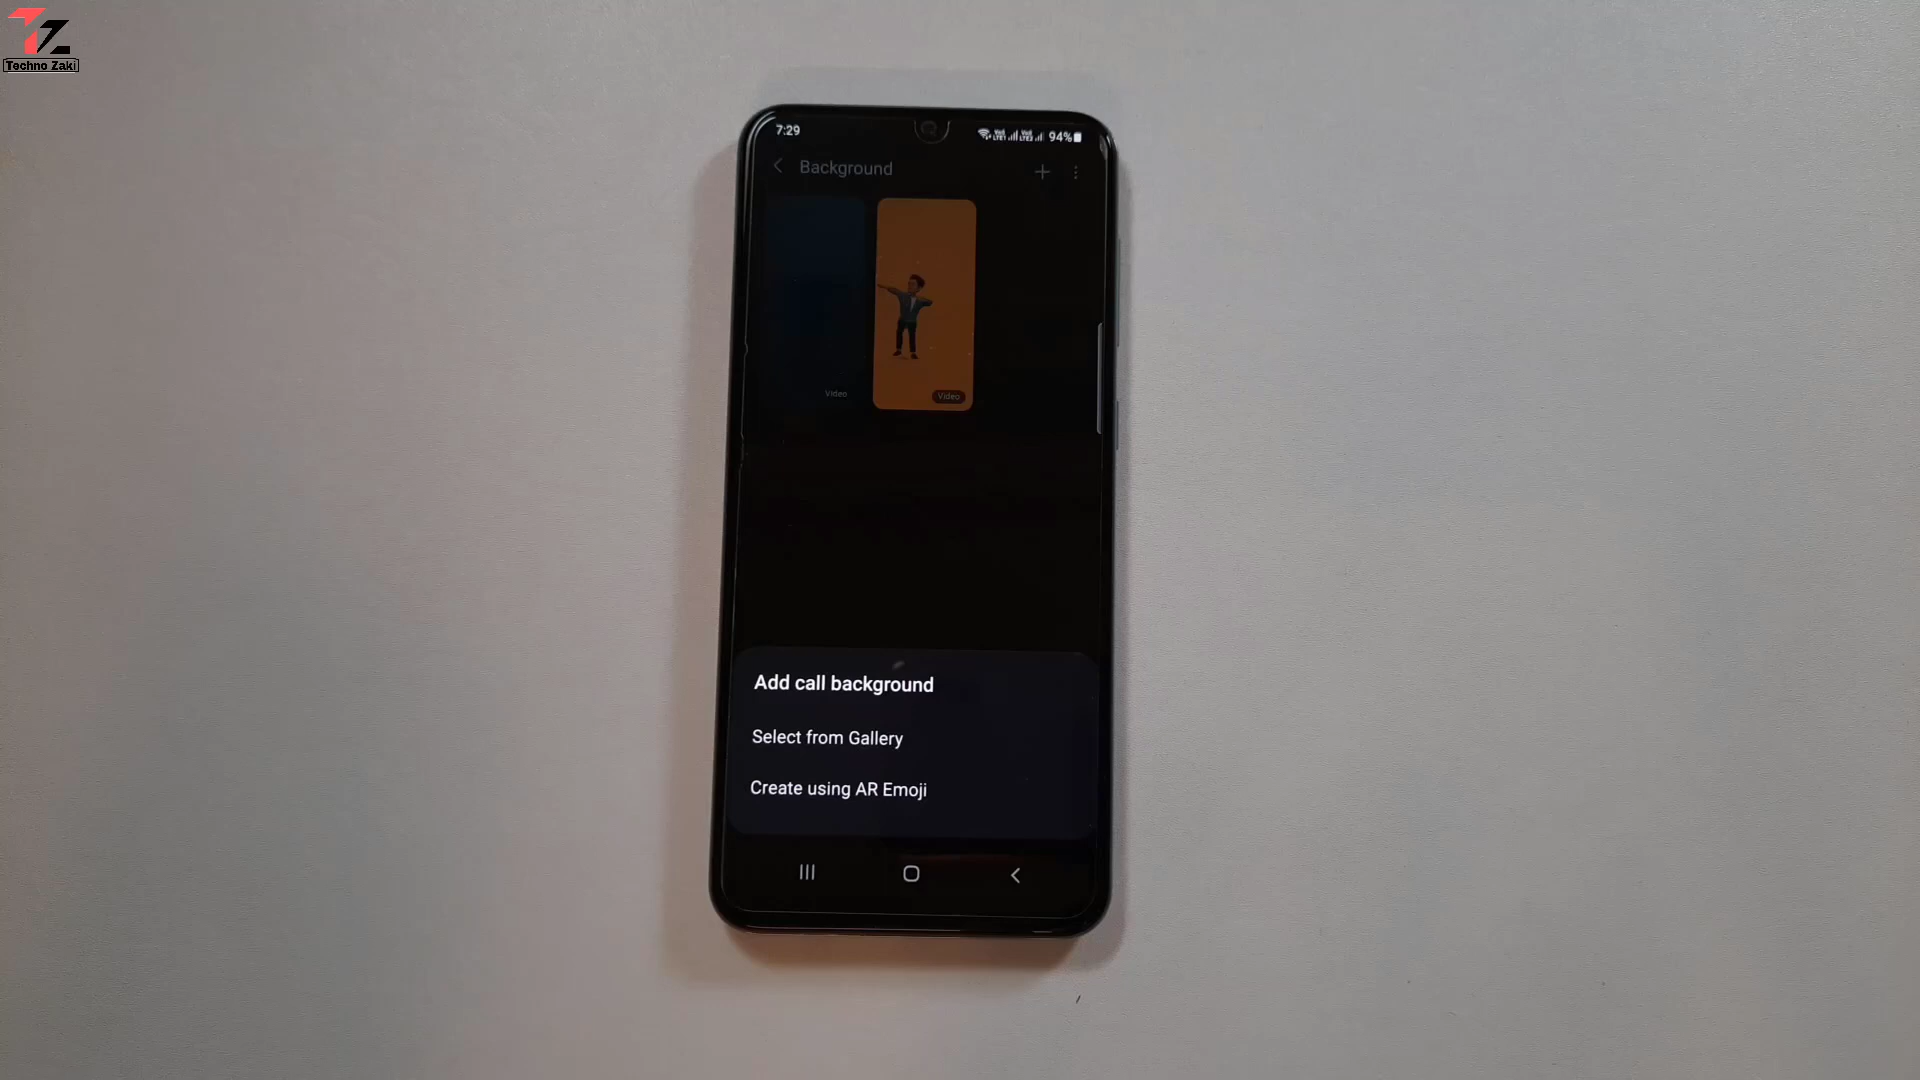 Techno Zaki
7:29
94%
Background
Video
Video
Add call background
Select from Gallery
Create using AR Emoji